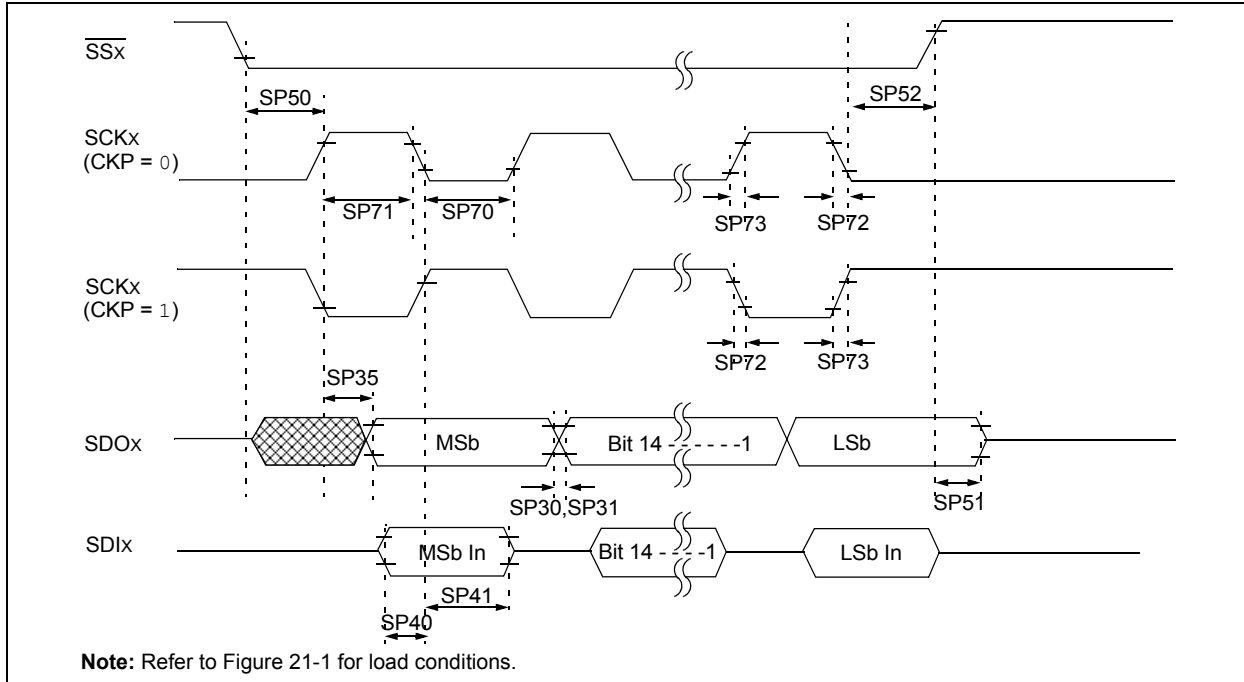 SSx
SP50
SP52
SCKx
(CKP = 0)
SP71
SP70
SP73
SP72
SCKx
(CKP = 1)
SP72
SP73
SP35
SDOx
MSb
Bit 14 - - - - - -1
LSb
SP30,SP31
SP51
SDIx
MSb In
Bit 14 - - - -1
LSb In
SP41
SP40
Note: Refer to Figure 21-1 for load conditions.